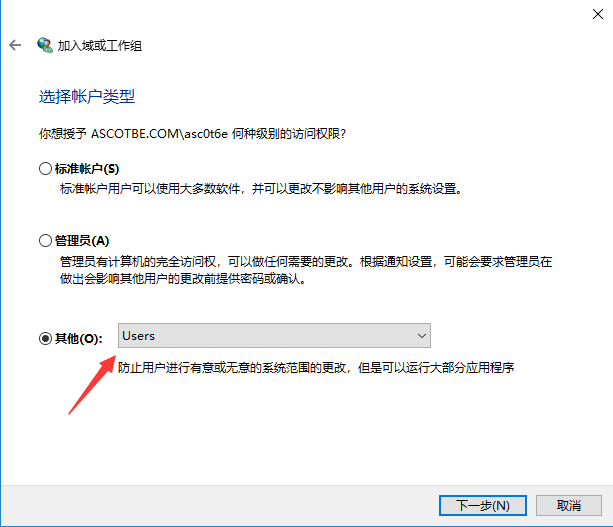 加入域或工作组
选择帐户类型
你想授予 ASCOTBE.COM\asc0t6e 何种级别的访问权限?
标准帐户(S)
标准帐户用户可以使用大多数软件，并可以更改不影响其他用户的系统设置。
管理员(A)
管理员有计算机的完全访问权，可以做任何需要的更改。根据通知设置，可能会要求管理员在
做出会影响其他用户的更改前提供密码或确认。
其他(O):
Users
防止用户进行有意或无意的系统范围的更改，但是可以运行大部分应用程序
下一步(N)
取消